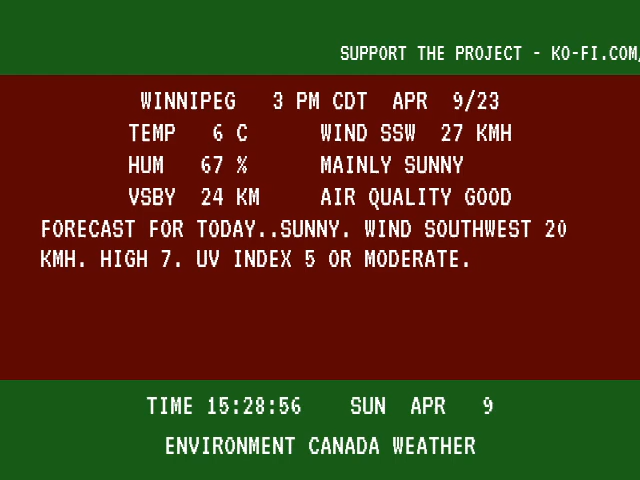 SUPPORT THE PROJECT - KO-FI.COM/
WINNIPEG 3 PM CDT APR 9/23
TEMP 6 C WIND SSW 27 KMH
HUM 67 % MAINLY SUNNY
VSBY 24 KM AIR QUALITY GOOD
FORECAST FOR TODAY..SUNNY. WIND SOUTHWEST 20
KMH. HIGH 7. UV INDEX 5 OR MODERATE.
TIME 15:28:56 SUN APR 9
ENVIRONMENT CANADA WEATHER